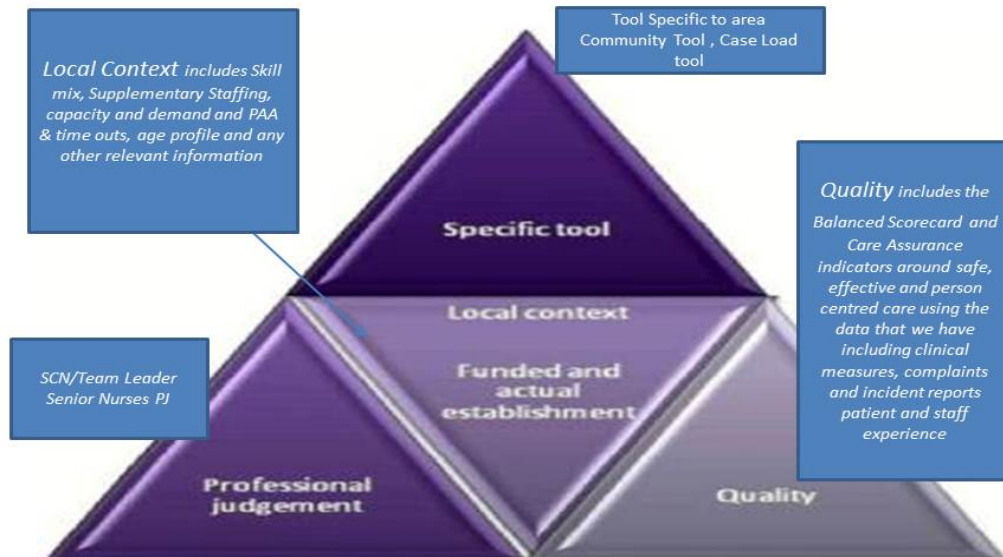 Tool Specific to area
Community Tool , Case Load
tool
Local Context includes Skill
mix, Supplementary Staffing,
capacity and demand and PAA
& time outs, age profile and any
other relevant information
Specific tool
Quality includes the
Balanced Scorecard and
Care Assurance
indicators around safe,
effective and person
centred care using the
data that we have
including clinical
measures, complaints
and incident reports
patient and staff
experience
Local context
Funded and
actual
establishment
SCN/Team Leader
Senior Nurses PJ
Professional
judgement
Quality